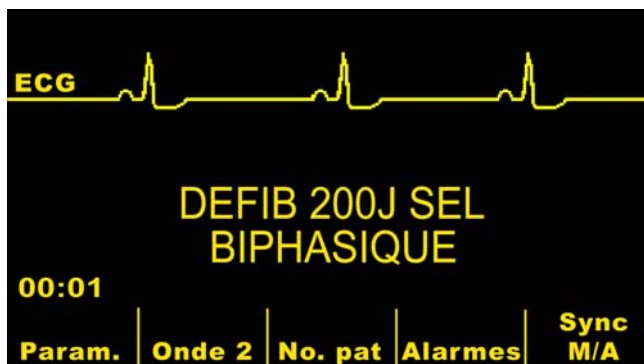 ECG
DEFIB 200J SEL
BIPHASIQUE
00:01
Param. Onde 2 No. pat Alarmes Sync M/A